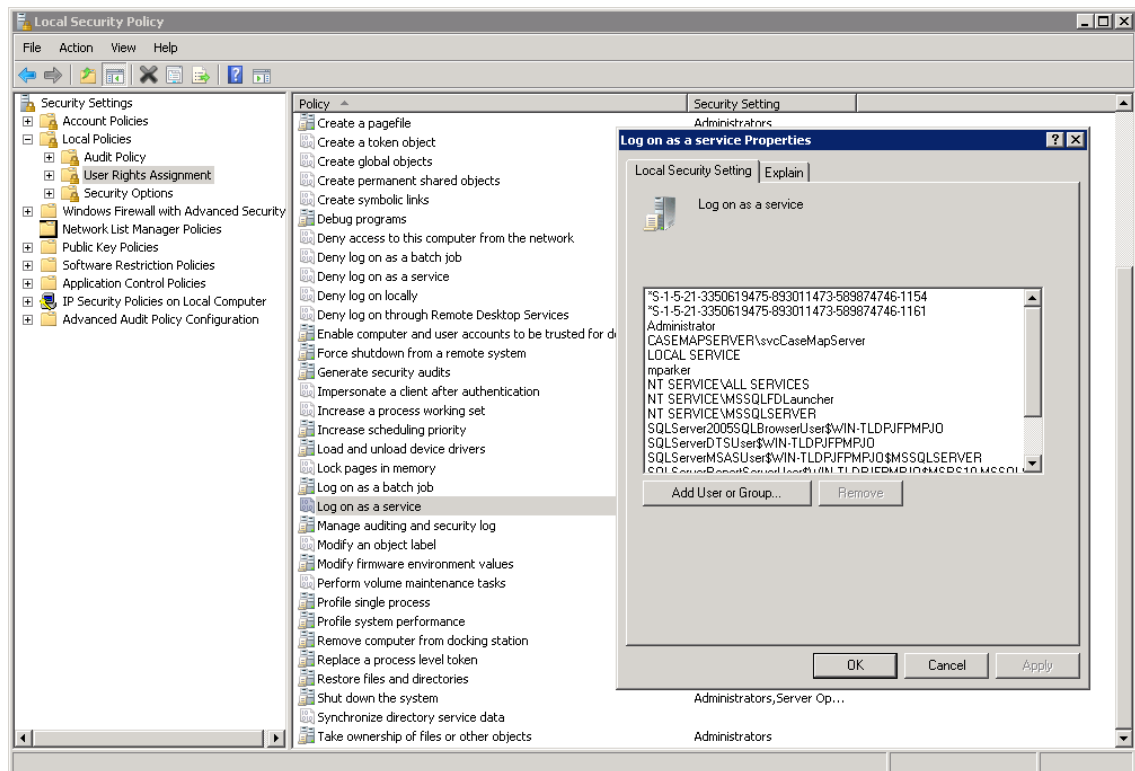 Local Security Policy
File Action View Help
Security Settings
Account Policies
Local Policies
Audit Policy
User Rights Assignment
Security Options
Windows Firewall with Advanced Security
Network List Manager Policies
Public Key Policies
Software Restriction Policies
Application Control Policies
IP Security Policies on Local Computer
Advanced Audit Policy Configuration
Policy Security Setting
Create a pagefile Administrators
Create a token object
Create global objects
Create permanent shared objects
Create symbolic links
Debug programs
Deny access to this computer from the network
Deny log on as a batch job
Deny log on as a service
Deny log on locally
Deny log on through Remote Desktop Services
Enable computer and user accounts to be trusted for de
Force shutdown from a remote system
Generate security audits
Impersonate a client after authentication
Increase a process working set
Increase scheduling priority
Load and unload device drivers
Lock pages in memory
Log on as a batch job
Log on as a service
Manage auditing and security log
Modify an object label
Modify firmware environment values
Perform volume maintenance tasks
Profile single process
Profile system performance
Remove computer from docking station
Replace a process level token
Restore files and directories
Shut down the system Administrators,Server Op...
Synchronize directory service data
Take ownership of files or other objects Administrators
Log on as a service Properties
Local Security Setting Explain
Log on as a service
*S-1-5-21-3350619475-893011473-589874746-1154
*S-1-5-21-3350619475-893011473-589874746-1161
Administrator
CASEMAPSERVER\svcCaseMapServer
LOCAL SERVICE
mparker
NT SERVICE\ALL SERVICES
NT SERVICE\MSSQLFDLauncher
NT SERVICE\MSSQLSERVER
SQLServer2005SQLBrowserUser$WIN-TLDPJFPMPJO
SQLServerDTSUser$WIN-TLDPJFPMPJO
SQLServerMSASUser$WIN-TLDPJFPMPJO$MSSQLSERVER
Add User or Group... Remove
OK Cancel Apply